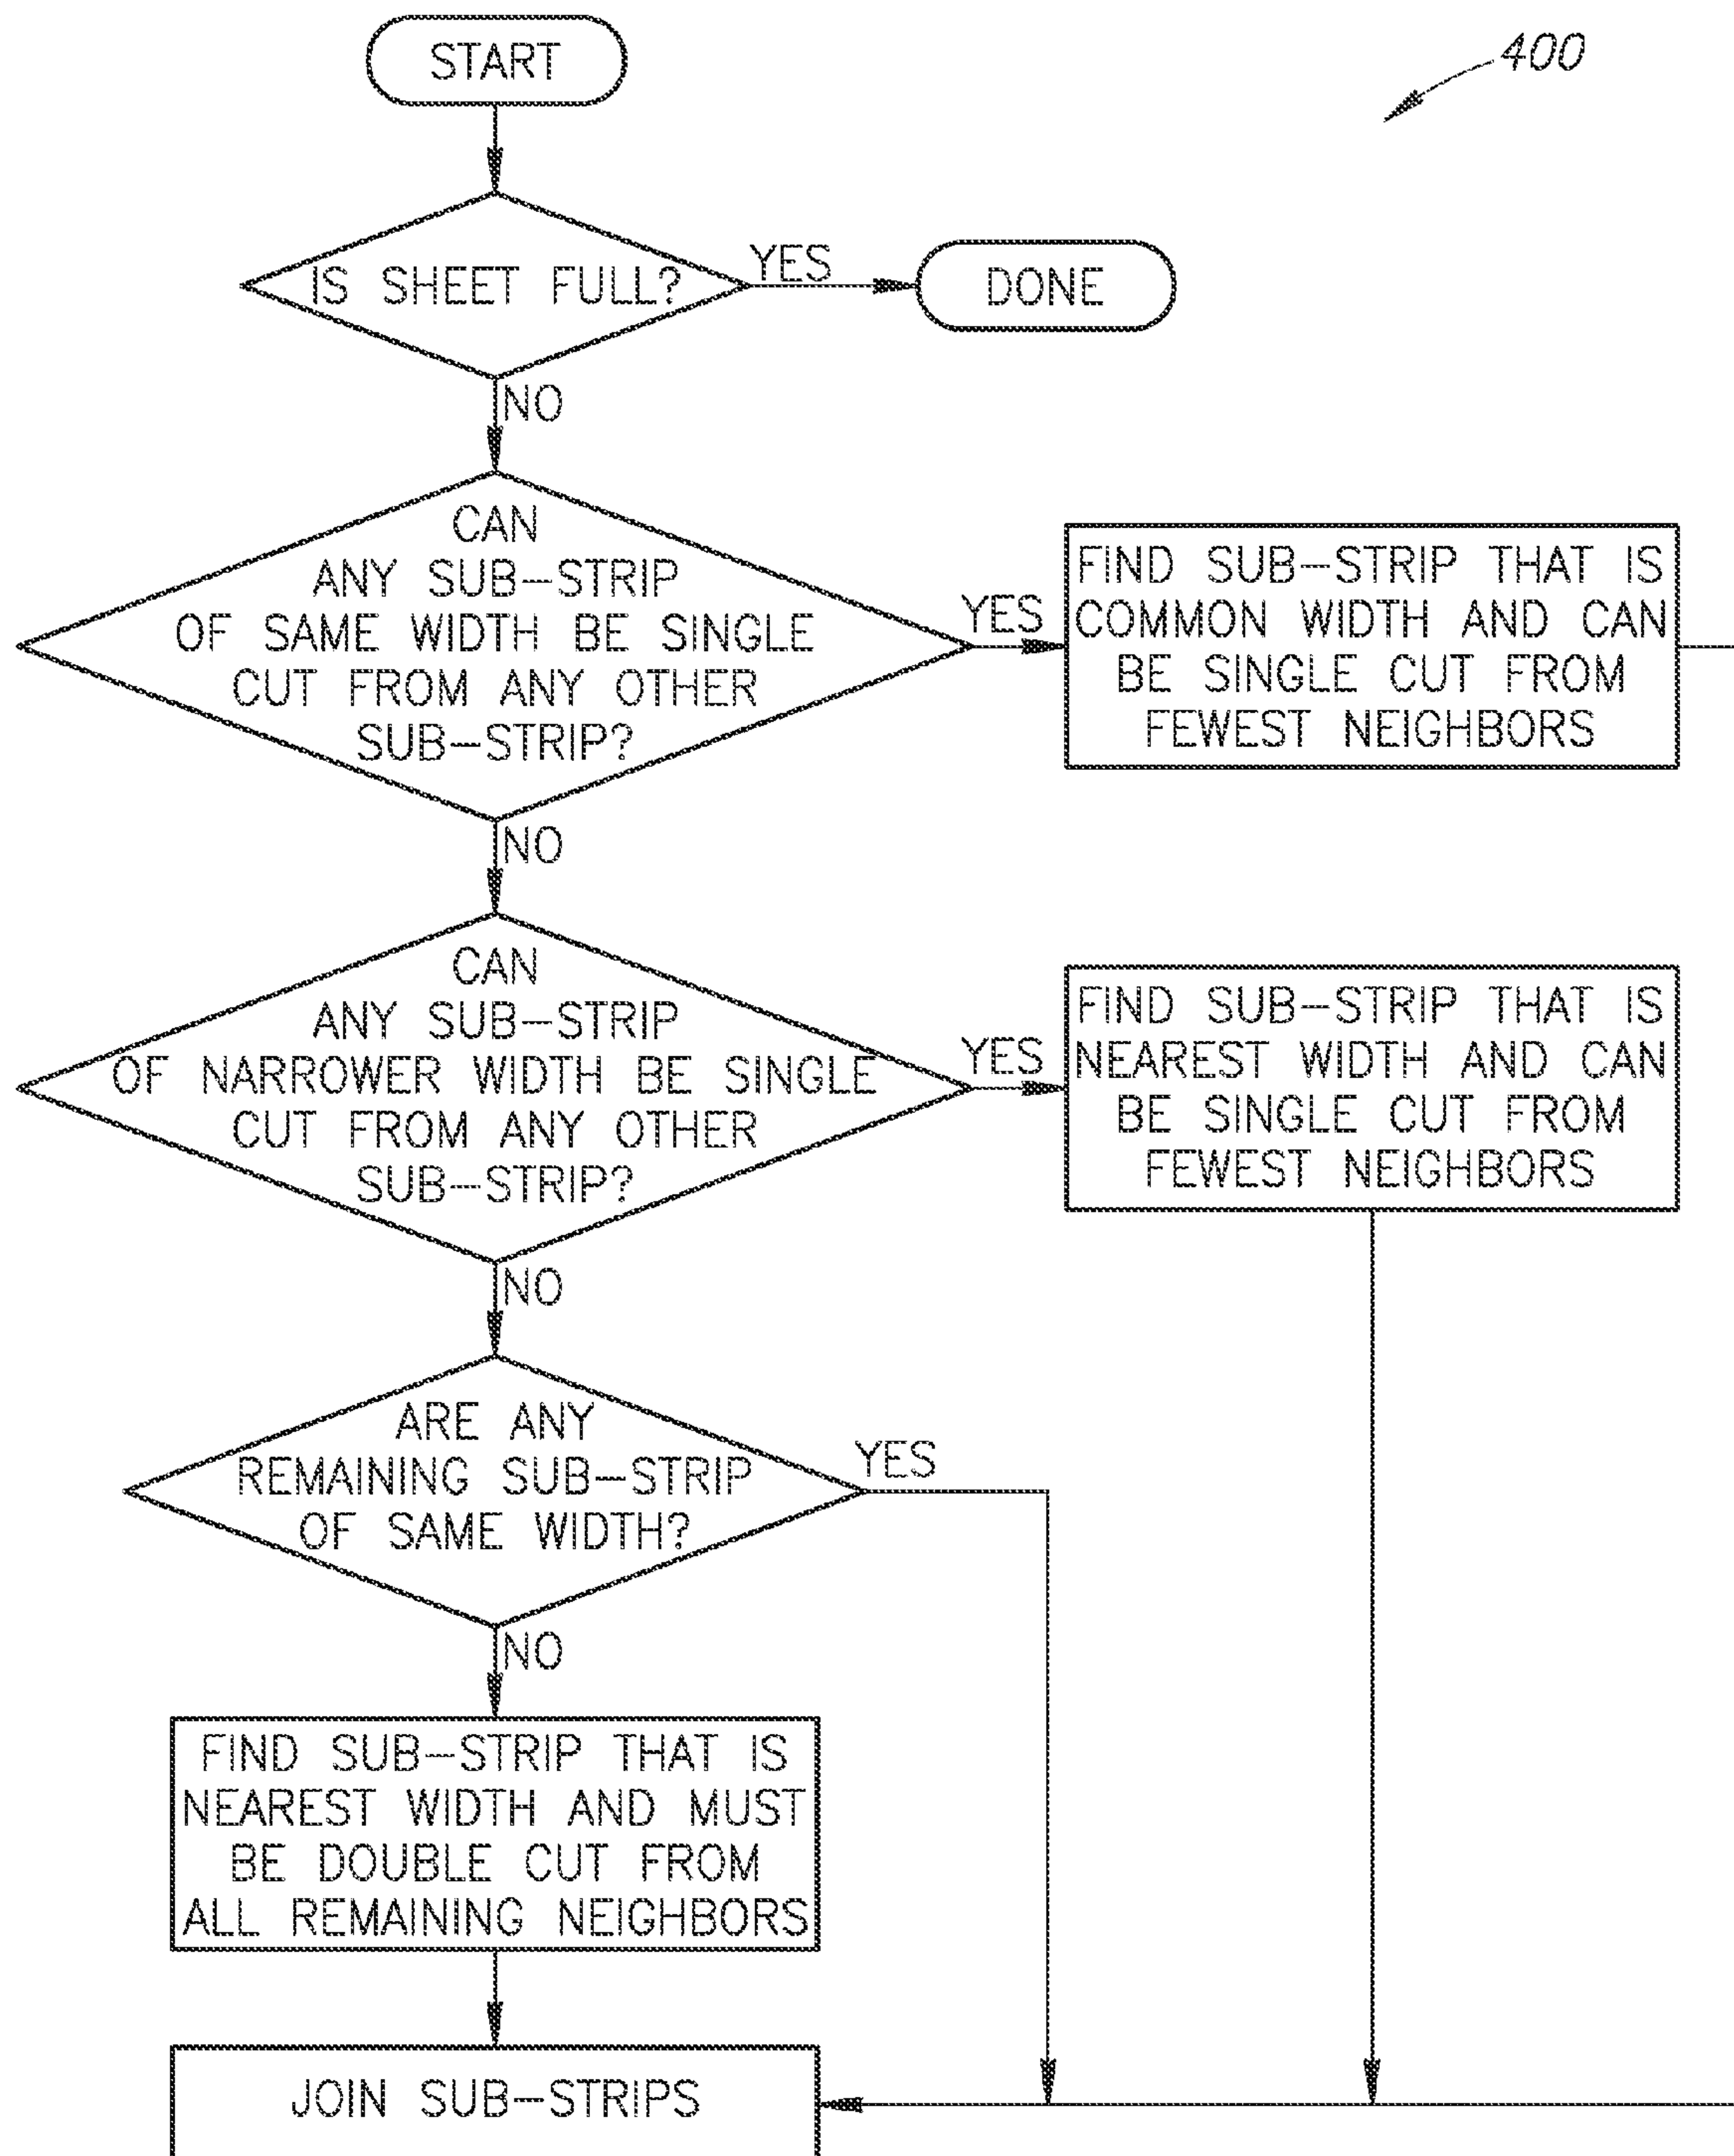 START
400
IS SHEET FULL?
YES
DONE
NO
CAN
ANY SUB-STRIP
OF SAME WIDTH BE SINGLE
CUT FROM ANY OTHER
SUB-STRIP?
YES
FIND SUB-STRIP THAT IS
COMMON WIDTH AND CAN
BE SINGLE CUT FROM
FEWEST NEIGHBORS
NO
CAN
ANY SUB-STRIP
OF NARROWER WIDTH BE SINGLE
CUT FROM ANY OTHER
SUB-STRIP?
YES
FIND SUB-STRIP THAT IS
NEAREST WIDTH AND CAN
BE SINGLE CUT FROM
FEWEST NEIGHBORS
NO
ARE ANY
REMAINING SUB-STRIP
OF SAME WIDTH?
YES
NO
FIND SUB-STRIP THAT IS
NEAREST WIDTH AND MUST
BE DOUBLE CUT FROM
ALL REMAINING NEIGHBORS
JOIN SUB-STRIPS